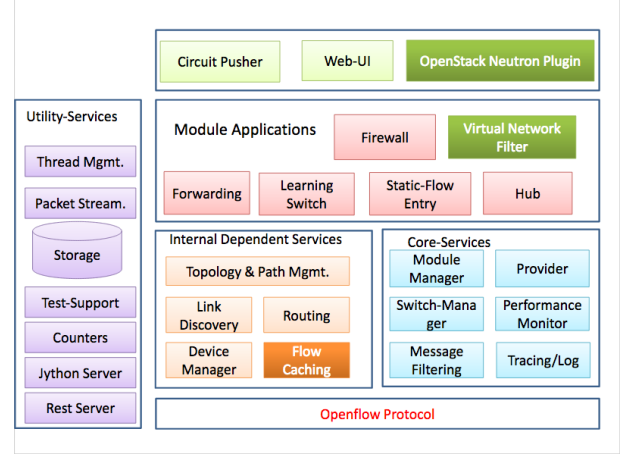 Circuit Pusher
Web-UI
OpenStack Neutron Plugin
Utility-Services
Thread Mgmt.
Packet Stream.
Storage
Test-Support
Counters
Jython Server
Rest Server
Module Applications
Firewall
Virtual Network
Filter
Forwarding
Learning
Switch
Static-Flow
Entry
Hub
Internal Dependent Services
Topology & Path Mgmt.
Link
Discovery
Routing
Device
Manager
Flow
Caching
Core-Services
Module
Manager
Provider
Switch-Mana
ger
Performance
Monitor
Message
Filtering
Tracing/Log
Openflow Protocol